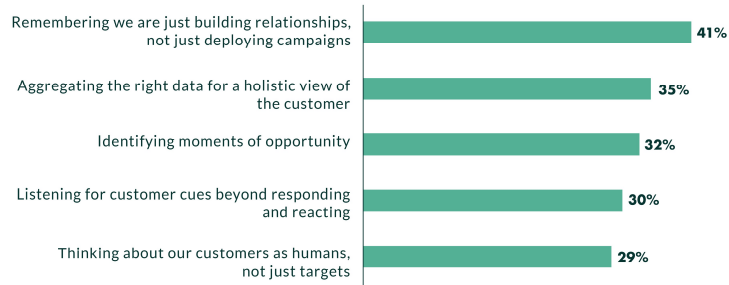 Remembering we are just building relationships,
not just deploying campaigns
41%
Aggregating the right data for a holistic view of
the customer
35%
Identifying moments of opportunity
32%
Listening for customer cues beyond responding
and reacting
30%
Thinking about our customers as humans,
not just targets
29%